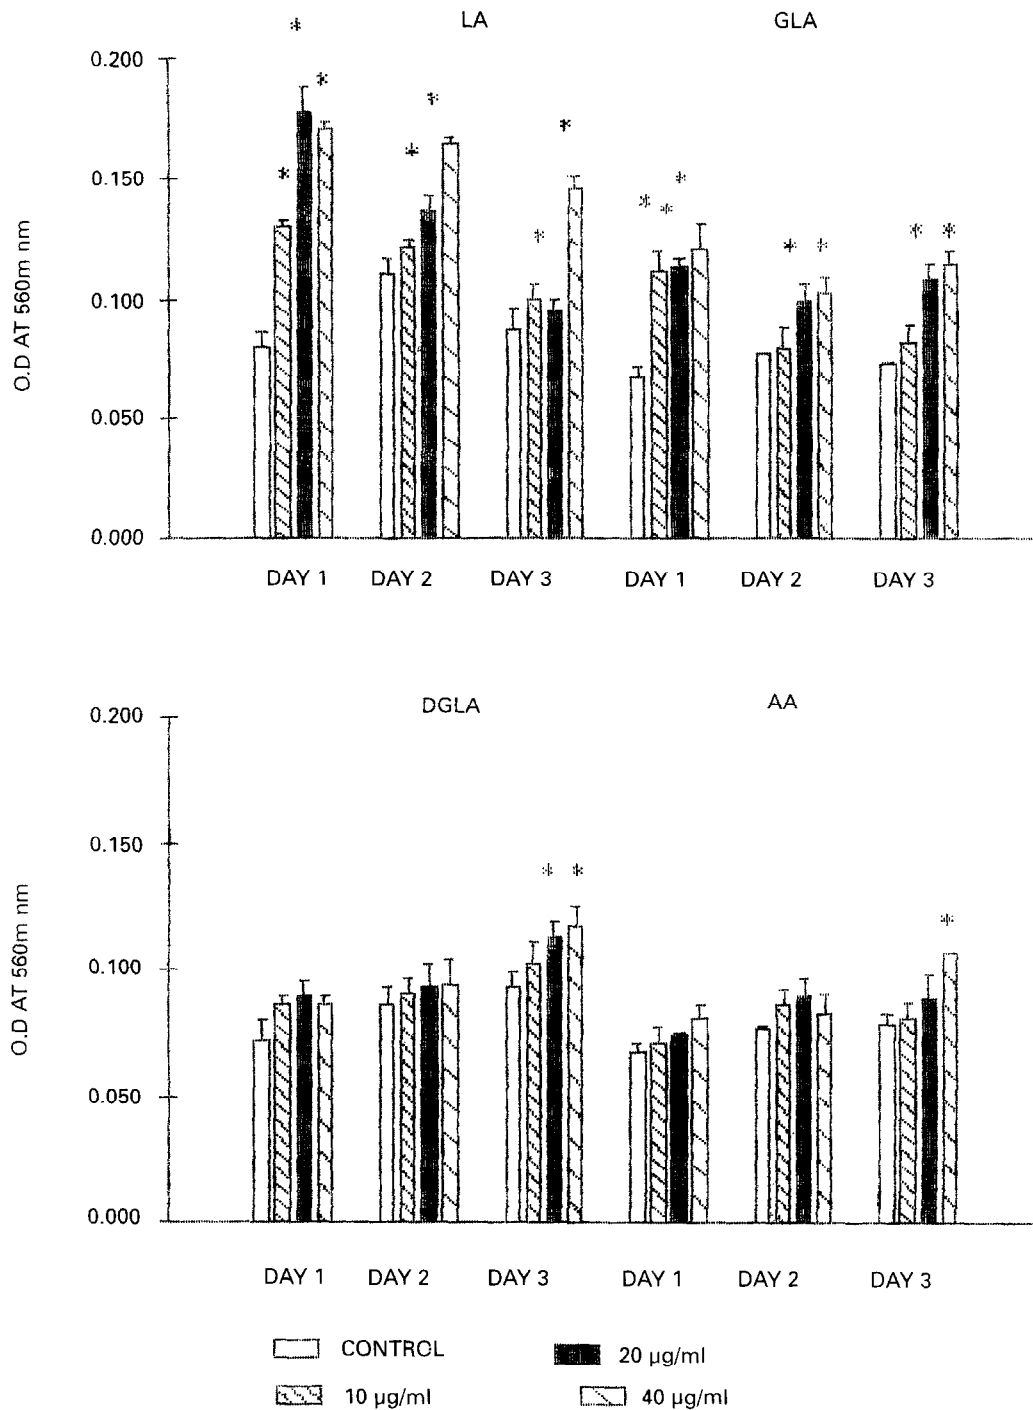 LA GLA
0.200
0.150
0.100
0.050
0.000
O.D AT 560m nm
* * * * * * * * * * * * * *
DAY 1 DAY 2 DAY 3 DAY 1 DAY 2 DAY 3
DGLA AA
0.200
0.150
0.100
0.050
0.000
O.D AT 560m nm
* * *
DAY 1 DAY 2 DAY 3 DAY 1 DAY 2 DAY 3
CONTROL 20 µg/ml
10 µg/ml 40 µg/ml